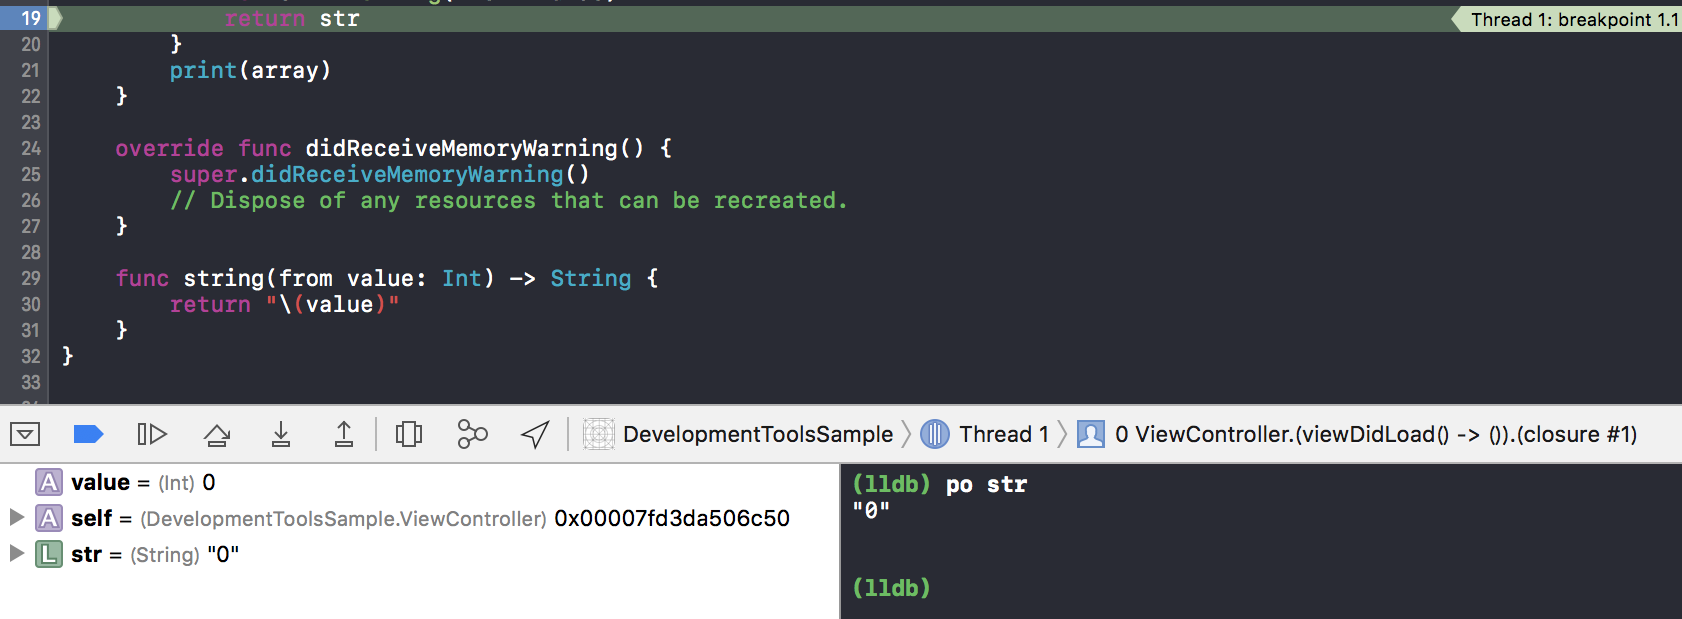 19 return str
Thread 1: breakpoint 1.1
20 }
21 print(array)
22 }
23
24 override func didReceiveMemoryWarning() {
25 super.didReceiveMemoryWarning()
26 // Dispose of any resources that can be recreated.
27 }
28
29 func string(from value: Int) -> String {
30 return "\(value)"
31 }
32 }
33
DevelopmentToolsSample Thread 1 0 ViewController.(viewDidLoad() -> ()).(closure #1)
A value = (Int) 0
A self = (DevelopmentToolsSample.ViewController) 0x00007fd3da506c50
L str = (String) "0"
(lldb) po str
"0"
(lldb)